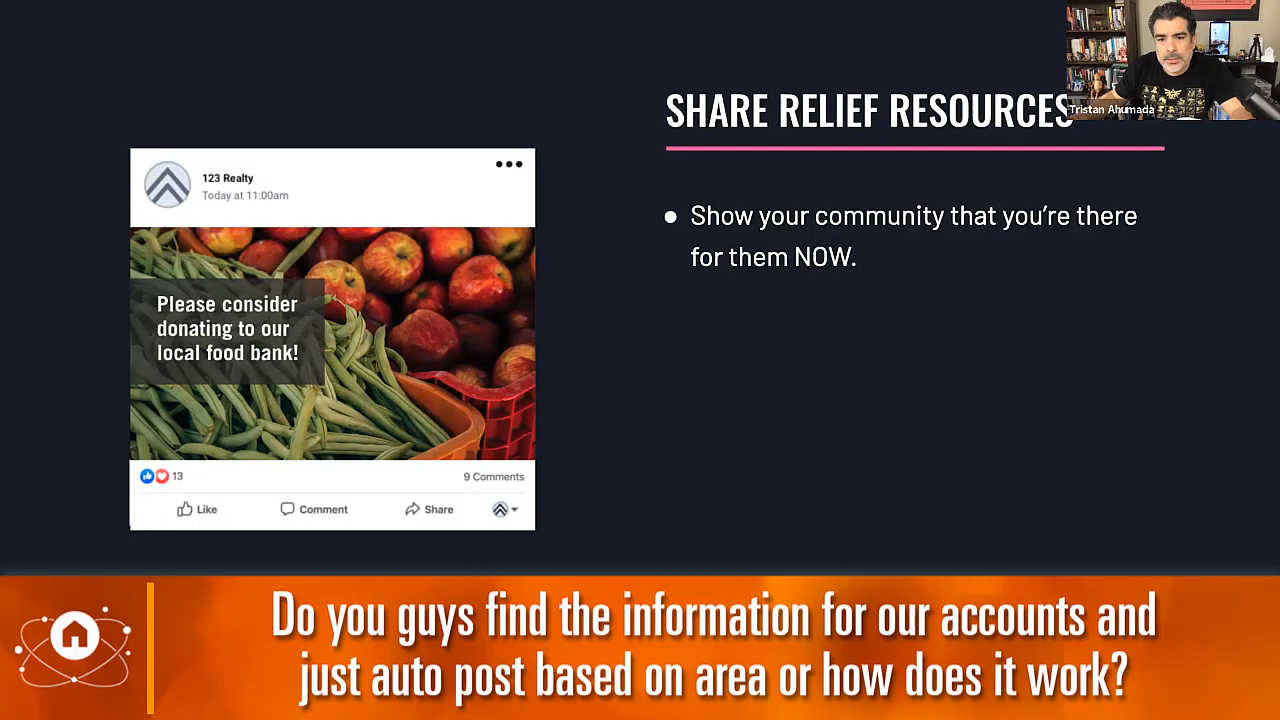 SHARE RELIEF RESOURCES
Tristan Ahumada
123 Realty
Today at 11:00am
Please consider
donating to our
local food bank!
13
9 Comments
Like
Comment
Share
● Show your community that you're there
for them NOW.
Do you guys find the information for our accounts and
just auto post based on area or how does it work?